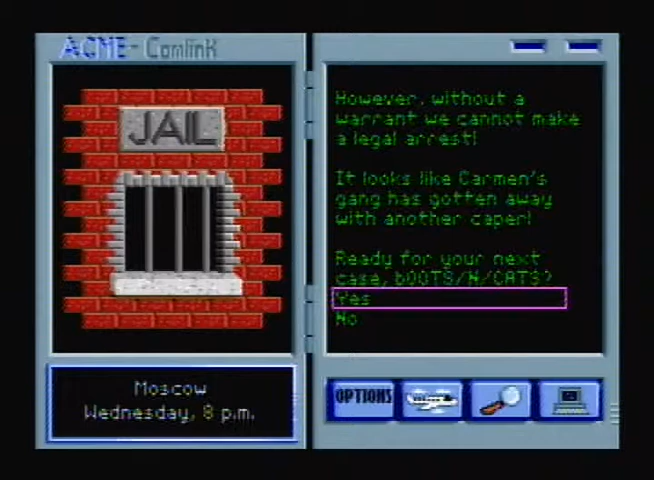 ACME-Comlink
JAIL
However, without a
warrant we cannot make
a legal arrest!
It looks like Carmen's
gang has gotten away
with another caper!
Ready for your next
case, bOOTS/N/CATS?
Yes
No
Moscow
Wednesday, 8 p.m.
OPTIONS